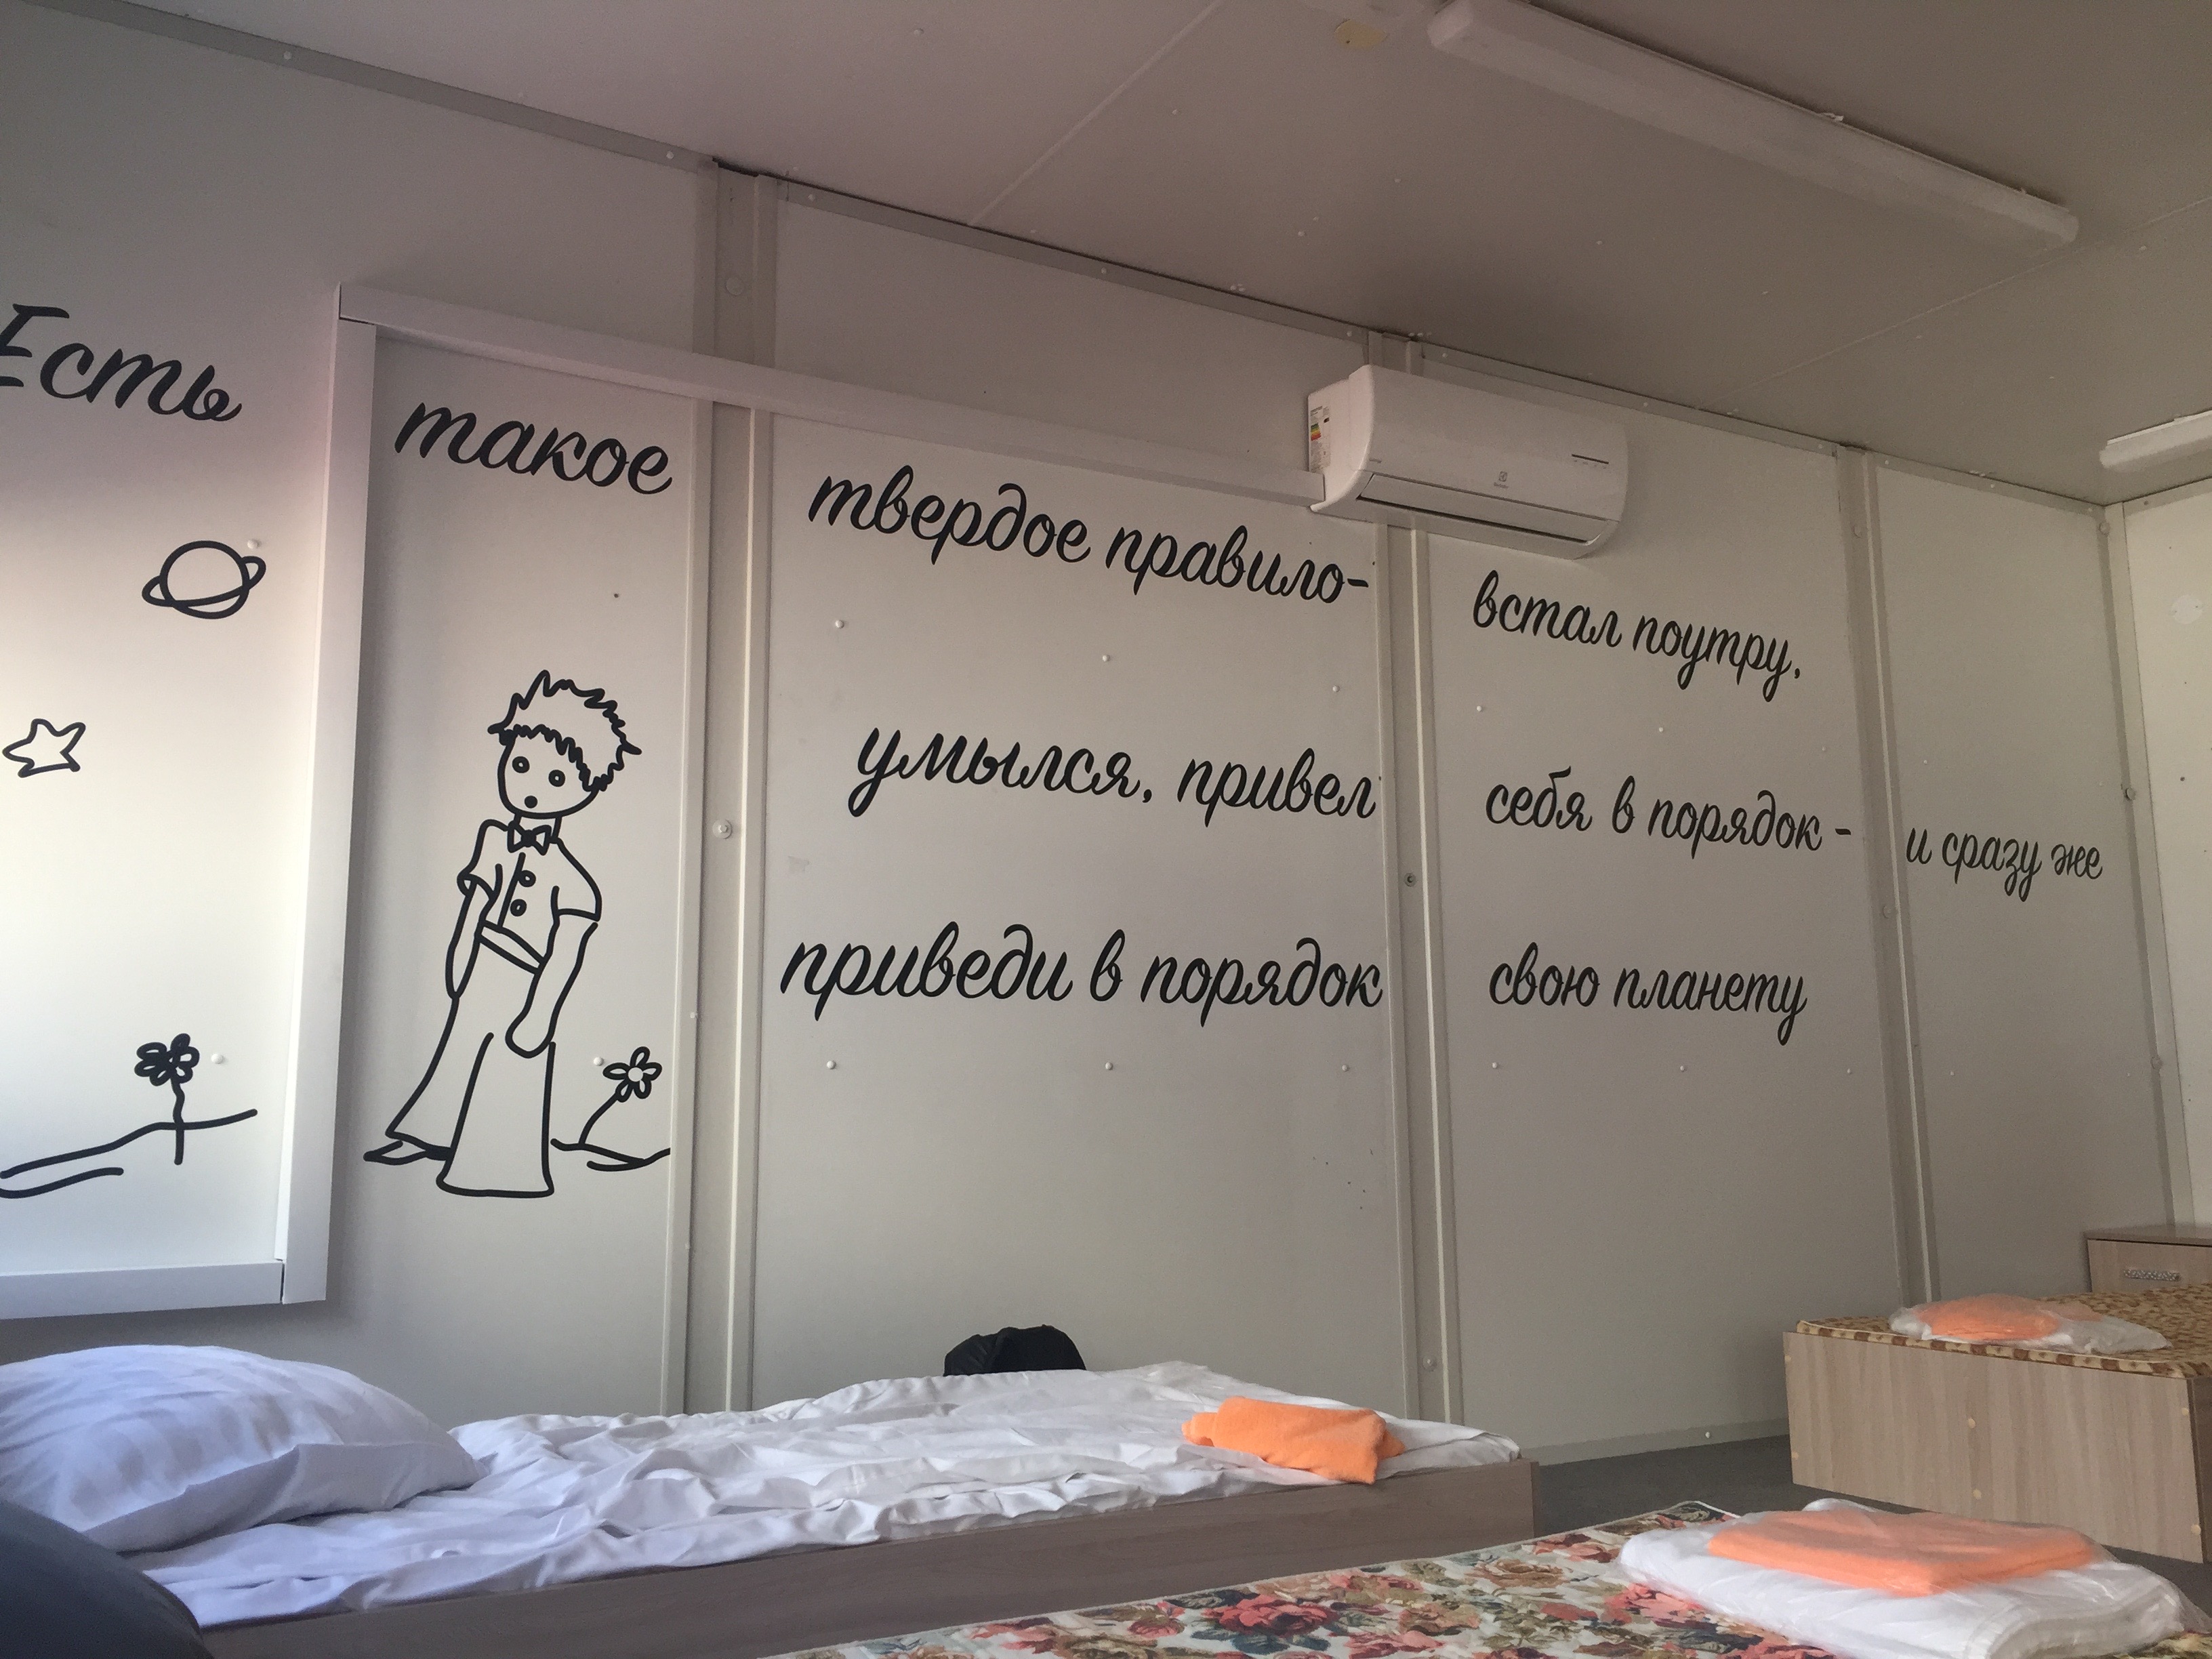 Есть такое твердое правило-
встал поутру,
умылся, привел себя в порядок - и сразу же
приведи в порядок свою планету